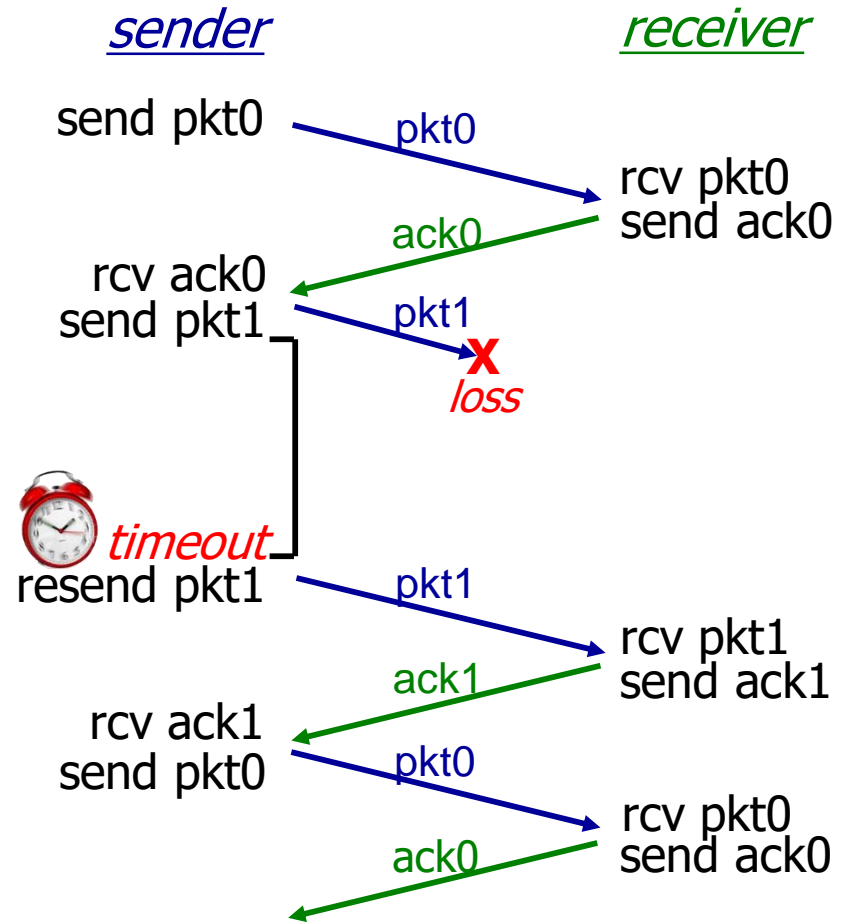 sender
receiver
send pkt0
pkt0
rcv pkt0
send ack0
ack0
rcv ack0
send pkt1
pkt1
X
loss
timeout
resend pkt1
pkt1
rcv pkt1
send ack1
ack1
rcv ack1
send pkt0
pkt0
rcv pkt0
send ack0
ack0